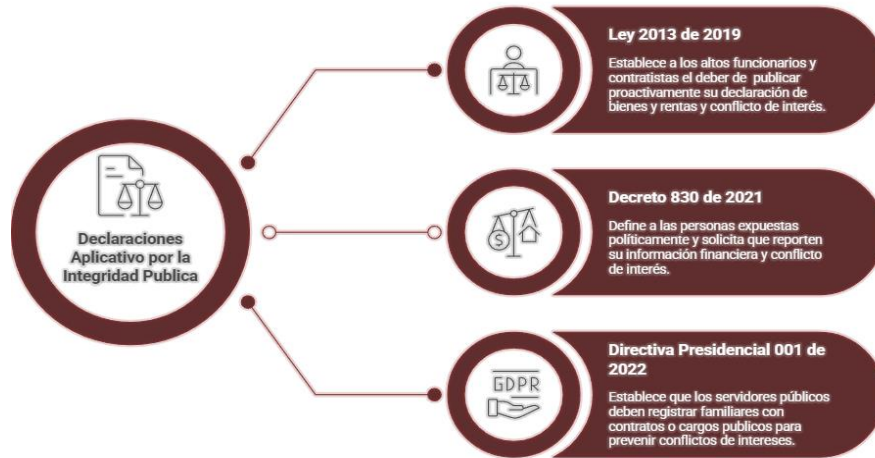 Declaraciones
Aplicativo por la
Integridad Publica
Ley 2013 de 2019
Establece a los altos funcionarios y
contratistas el deber de publicar
proactivamente su declaración de
bienes y rentas y conflicto de interés.
Decreto 830 de 2021
Define a las personas expuestas
políticamente y solicita que reporten
su información financiera y conflicto
de interés.
GDPR
Directiva Presidencial 001 de
2022
Establece que los servidores públicos
deben registrar familiares con
contratos o cargos publicos para
prevenir conflictos de intereses.